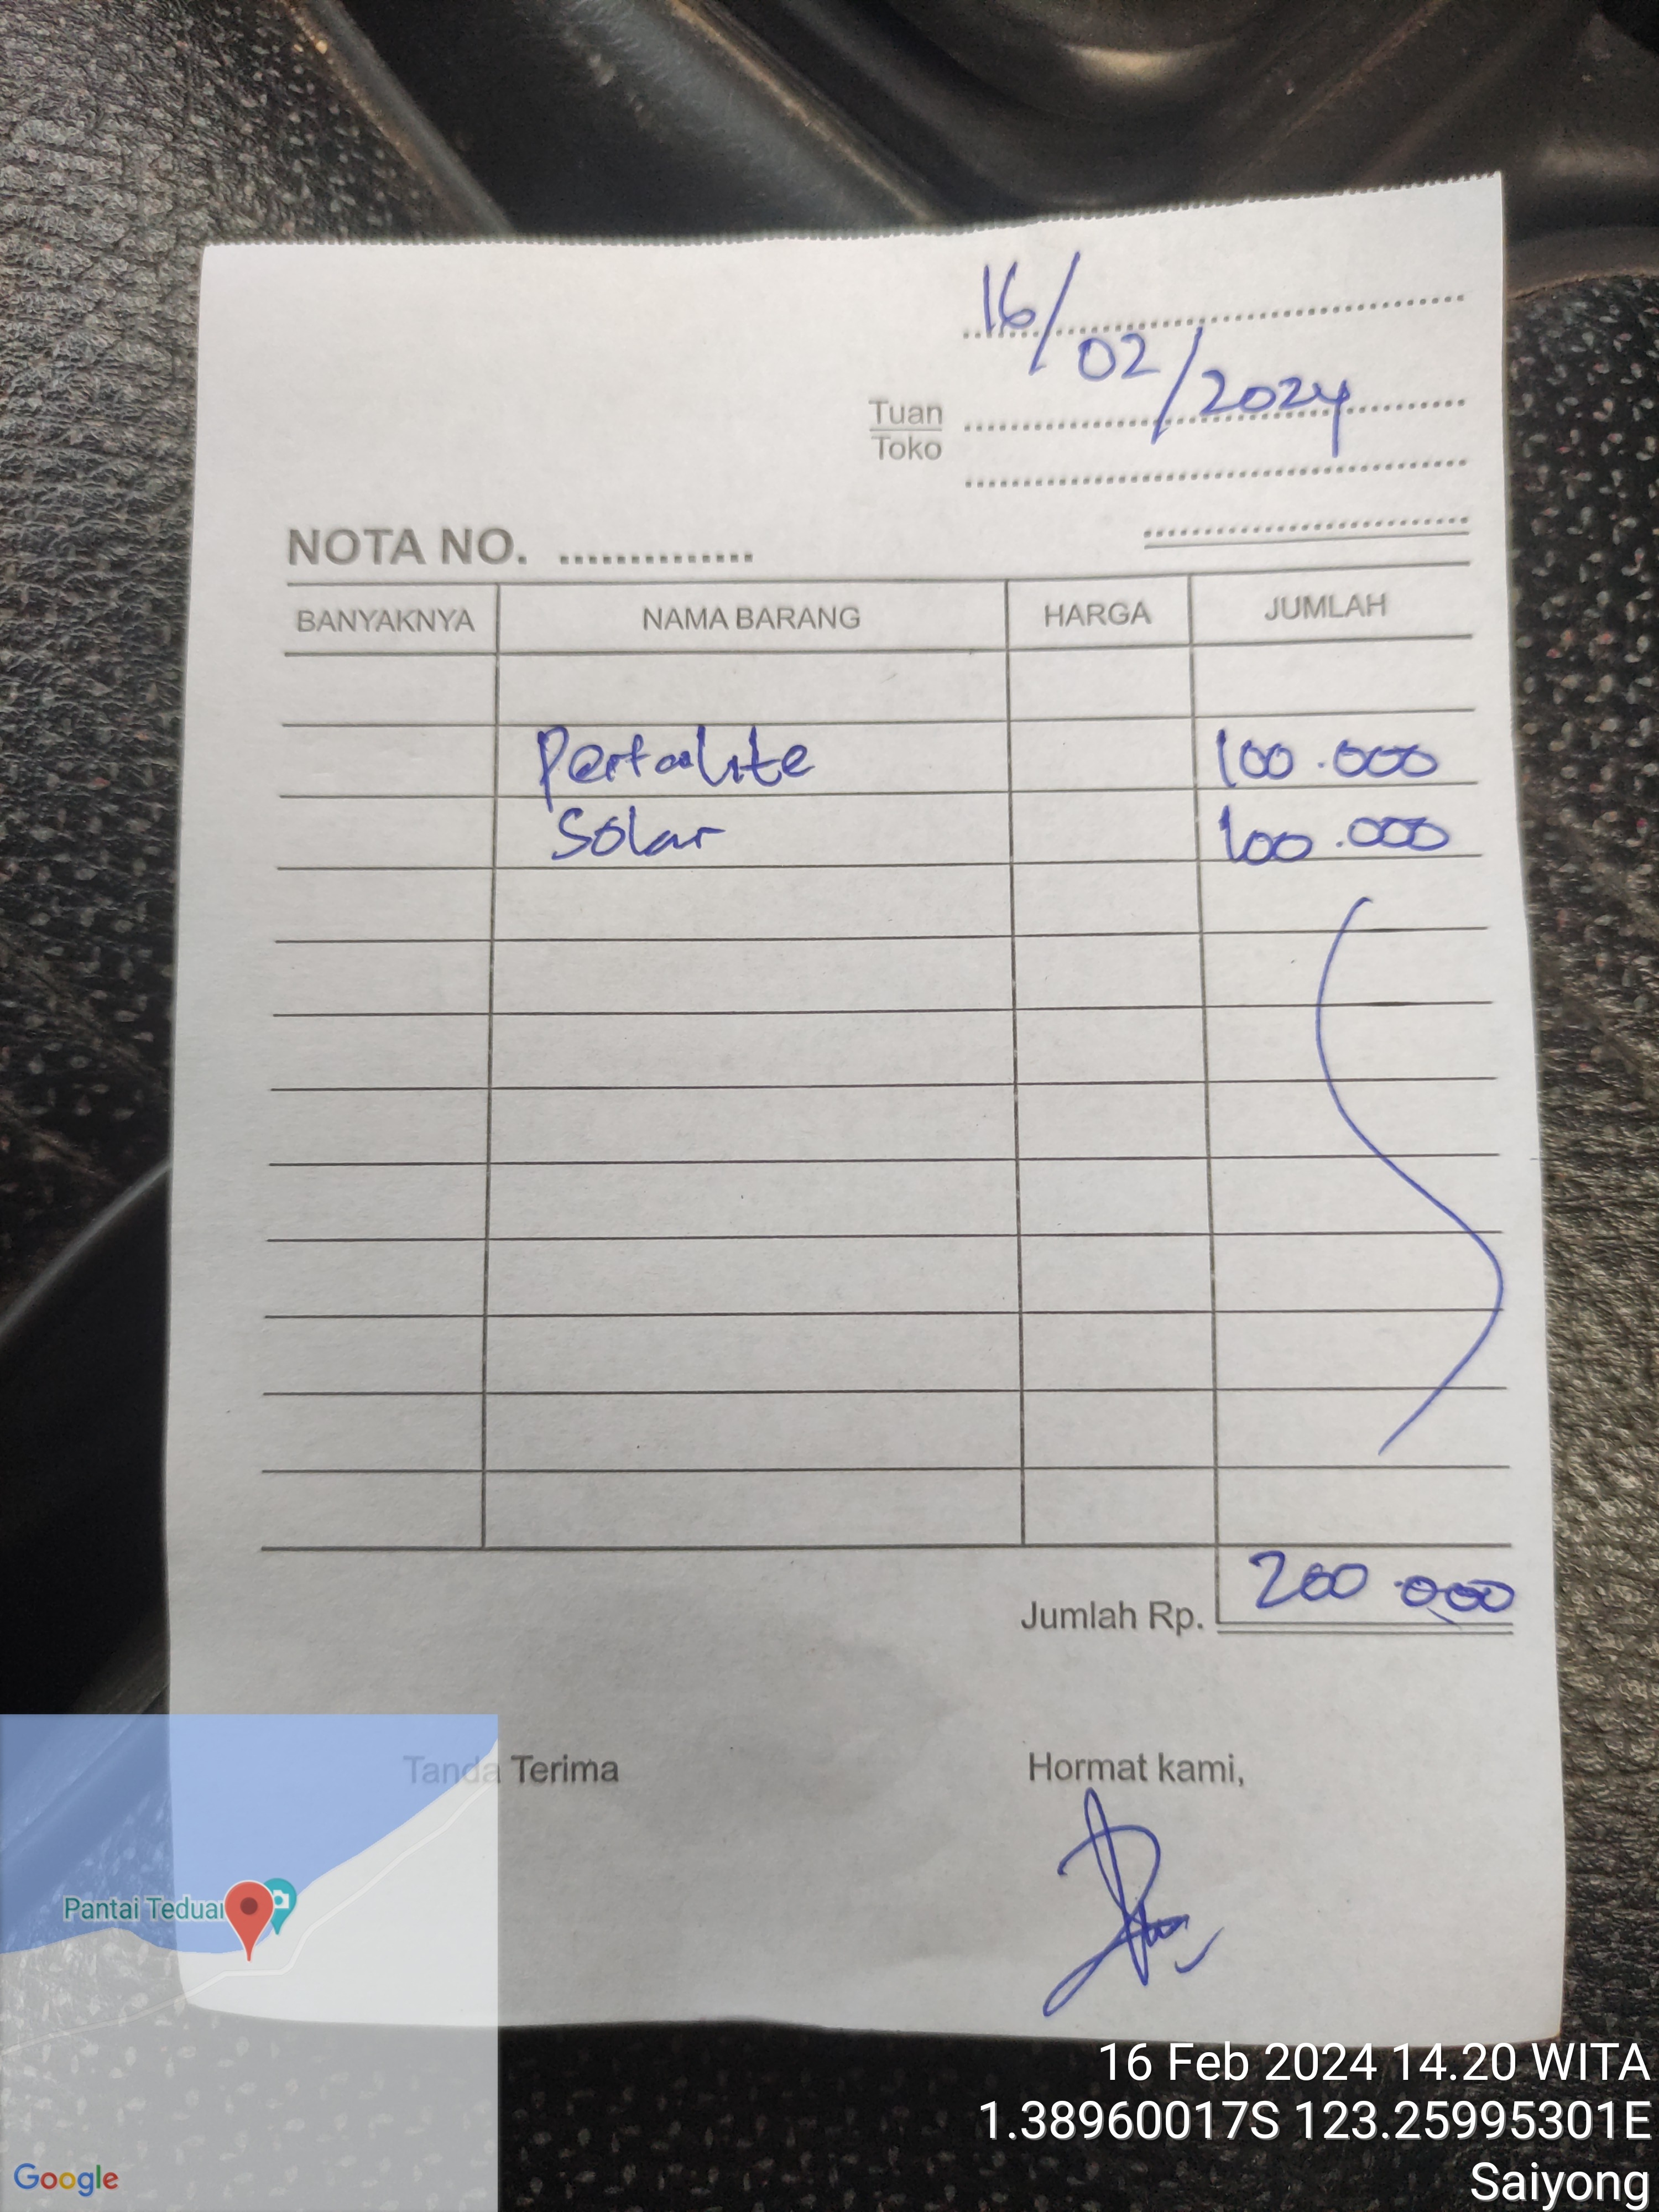 16/02/2024
Tuan
Toko
NOTA NO. ..............
BANYAKNYA NAMA BARANG HARGA JUMLAH
Pertalite 100.000
Solar 100.000
Jumlah Rp. 200.000
Tanda Terima Hormat kami,
Pantai Teduar
16 Feb 2024 14.20 WITA
1.38960017S 123.25995301E
Saiyong
Google